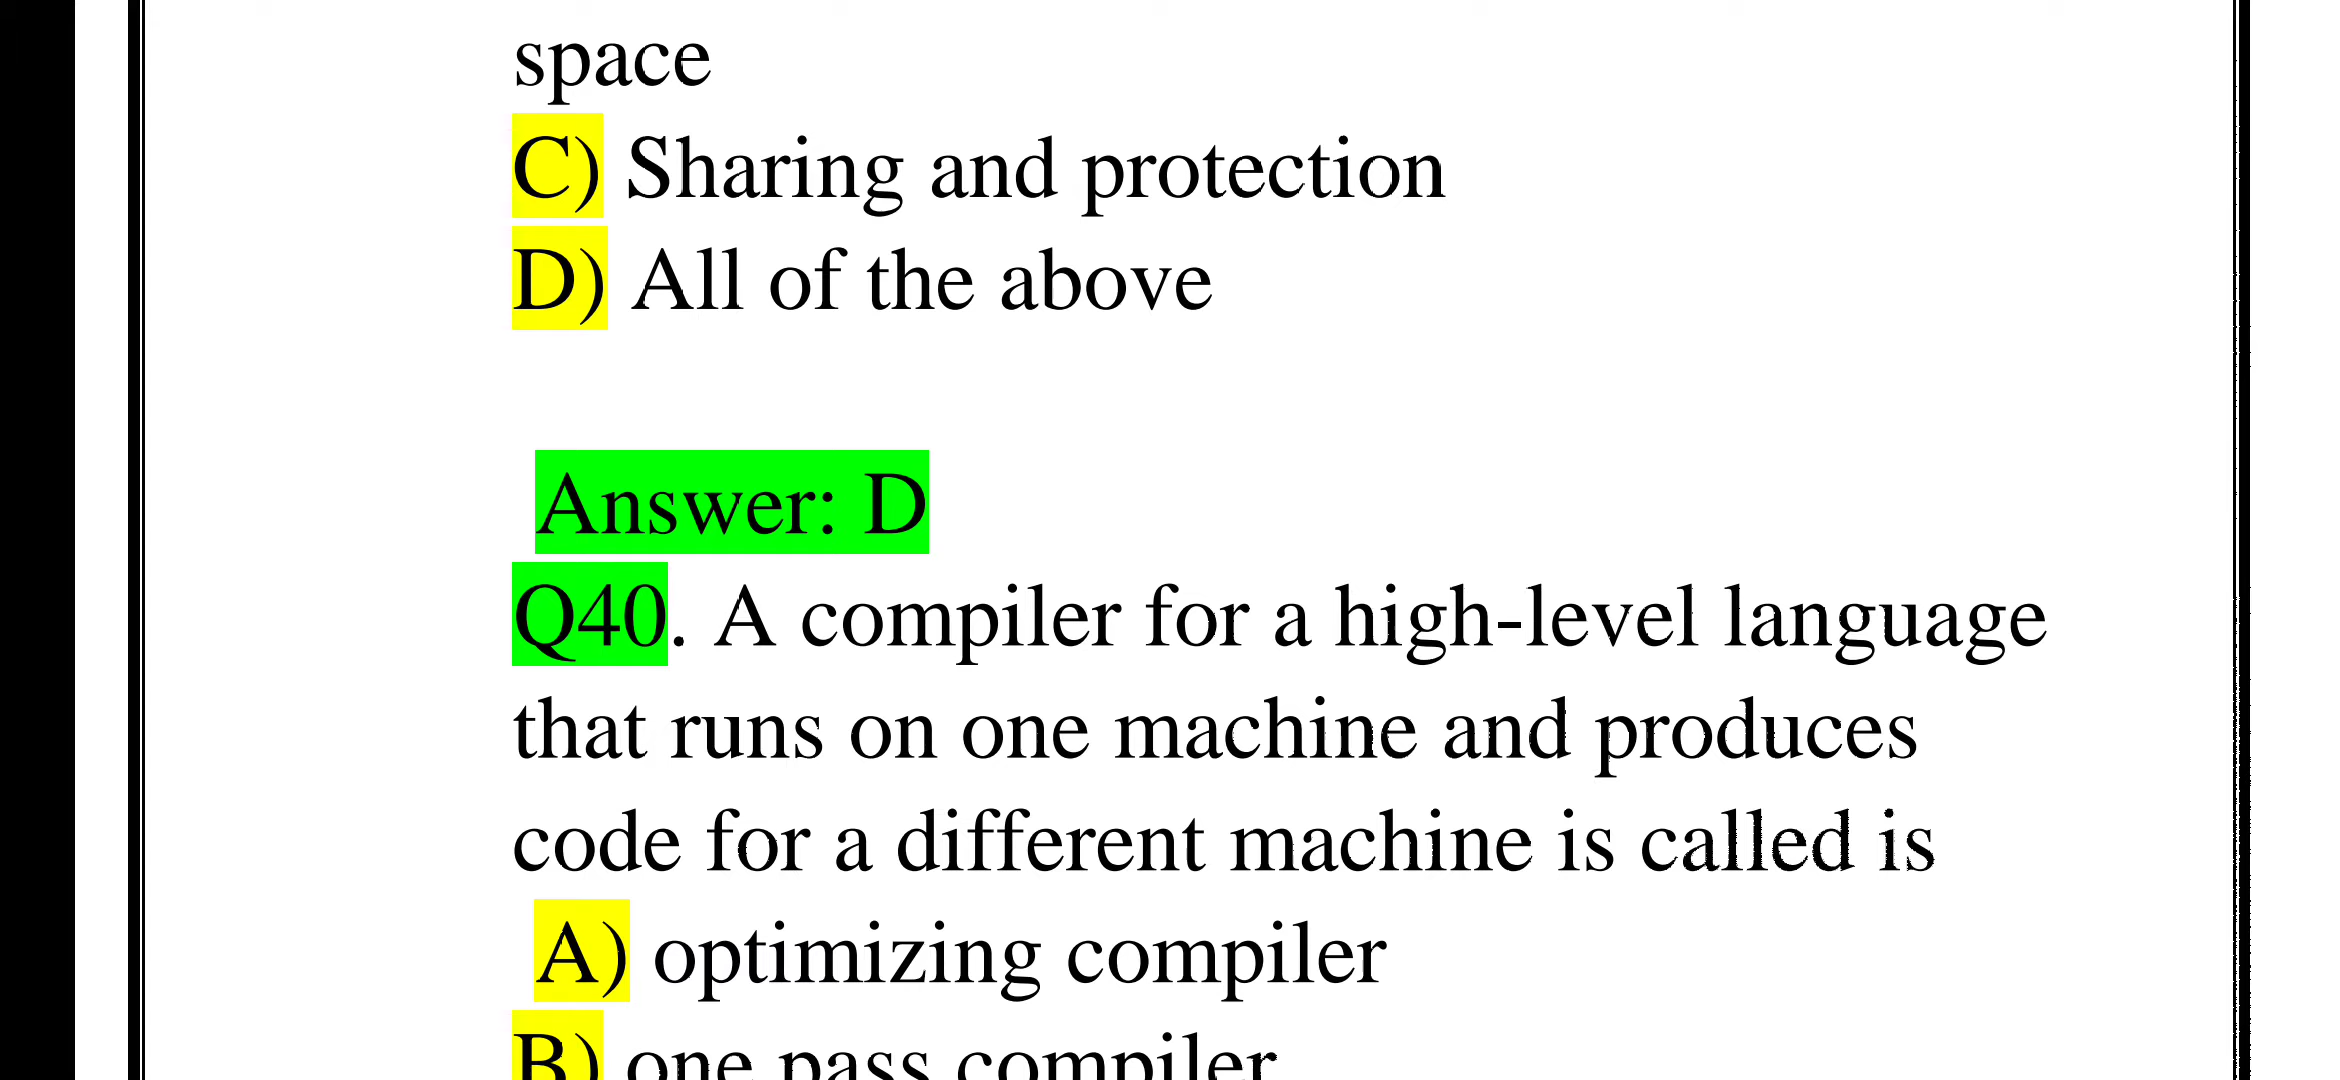 space
C) Sharing and protection
D) All of the above
Answer: D
Q40. A compiler for a high-level language
that runs on one machine and produces
code for a different machine is called is
A) optimizing compiler
B) one pass compiler